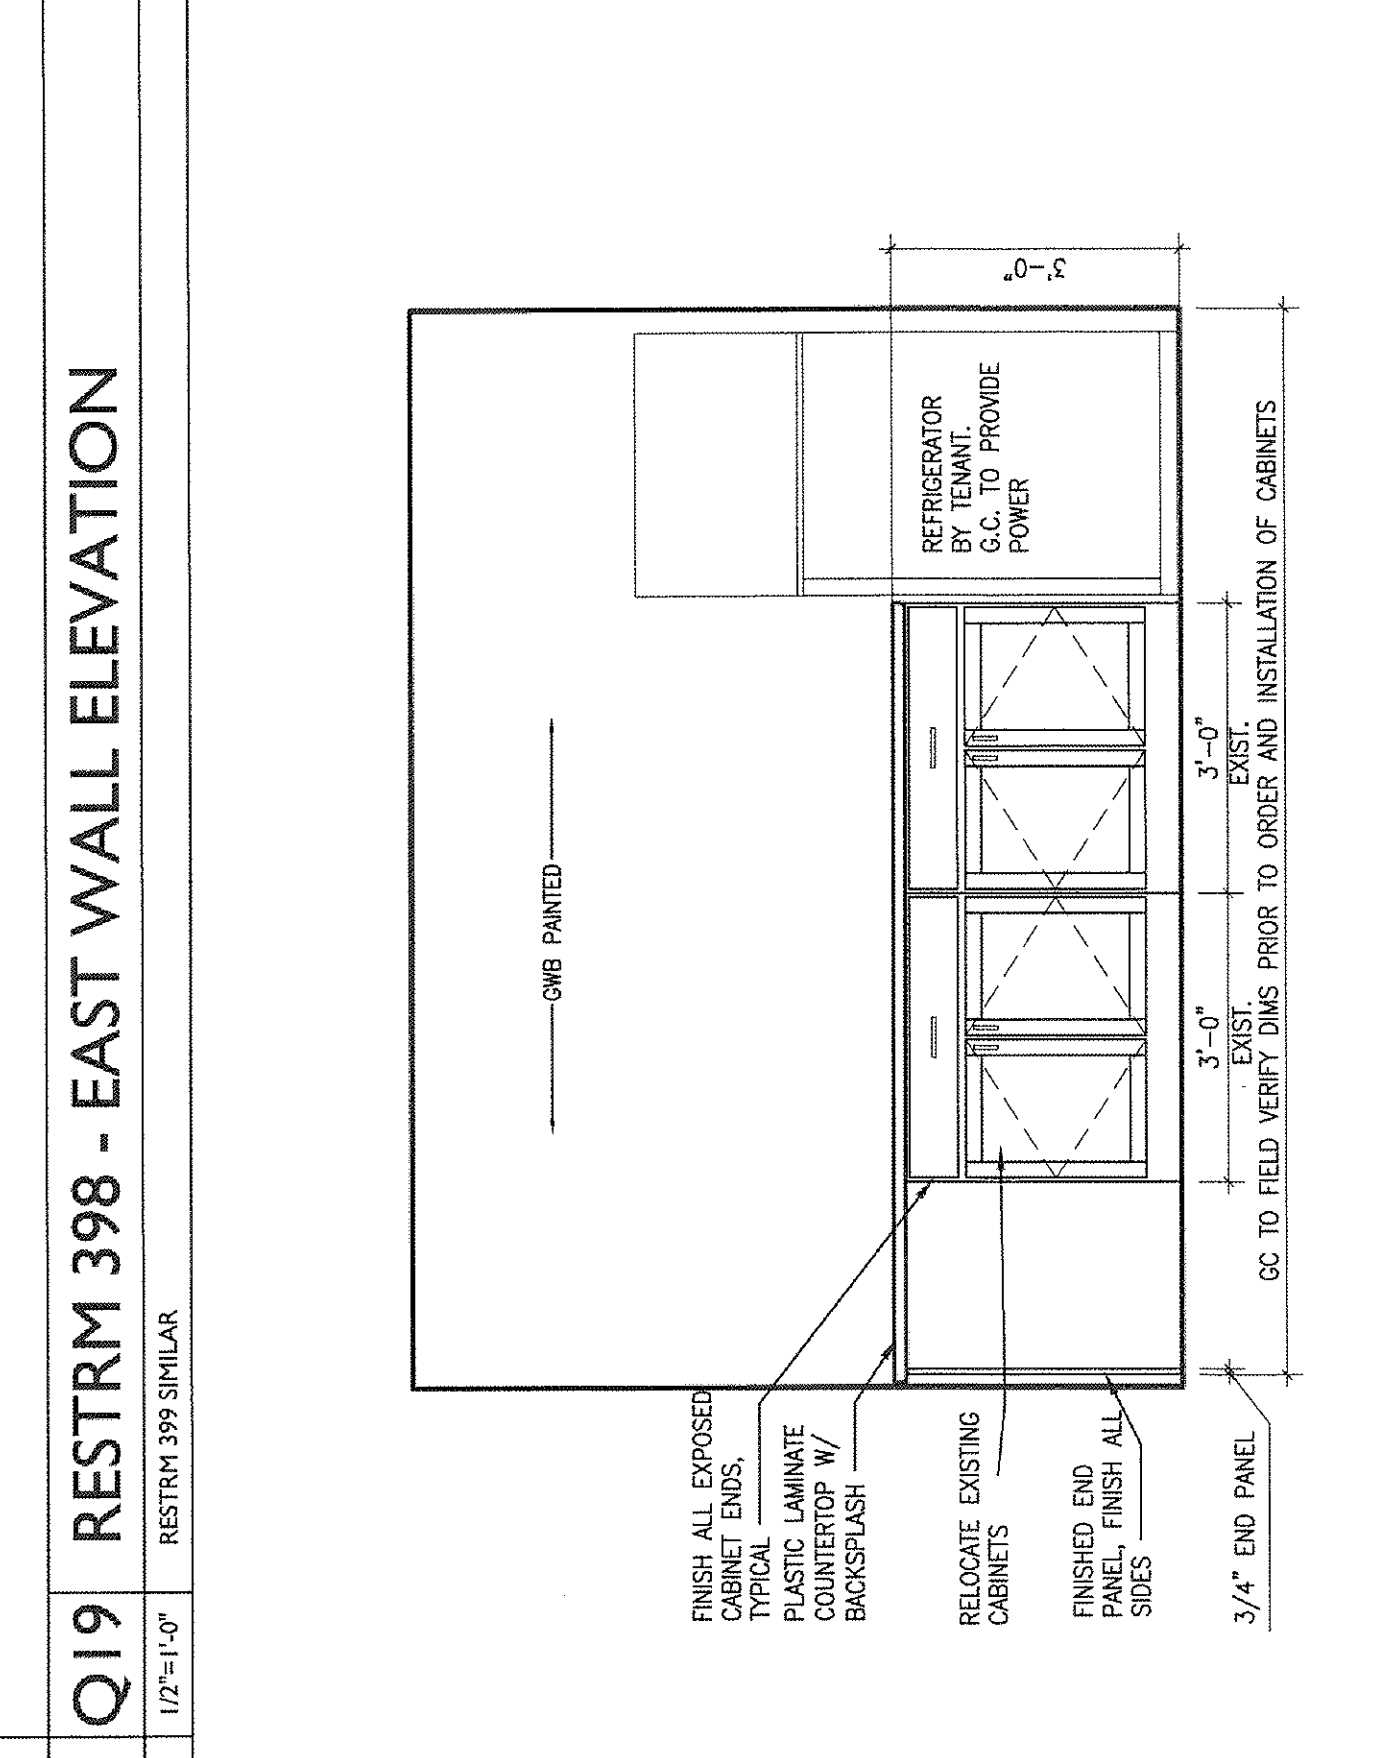 Q19 RESTRM 398 - EAST WALL ELEVATION
1/2"=1'-0" RESTRM 399 SIMILAR
GWB PAINTED
FINISH ALL EXPOSED
CABINET ENDS,
TYPICAL
PLASTIC LAMINATE
COUNTERTOP W/
BACKSPLASH
RELOCATE EXISTING
CABINETS
FINISHED END
PANEL, FINISH ALL
SIDES
3/4" END PANEL
REFRIGERATOR
BY TENANT.
G.C. TO PROVIDE
POWER
3'-0"
3'-0"
EXIST.
3'-0"
EXIST.
GC TO FIELD VERIFY DIMS PRIOR TO ORDER AND INSTALLATION OF CABINETS